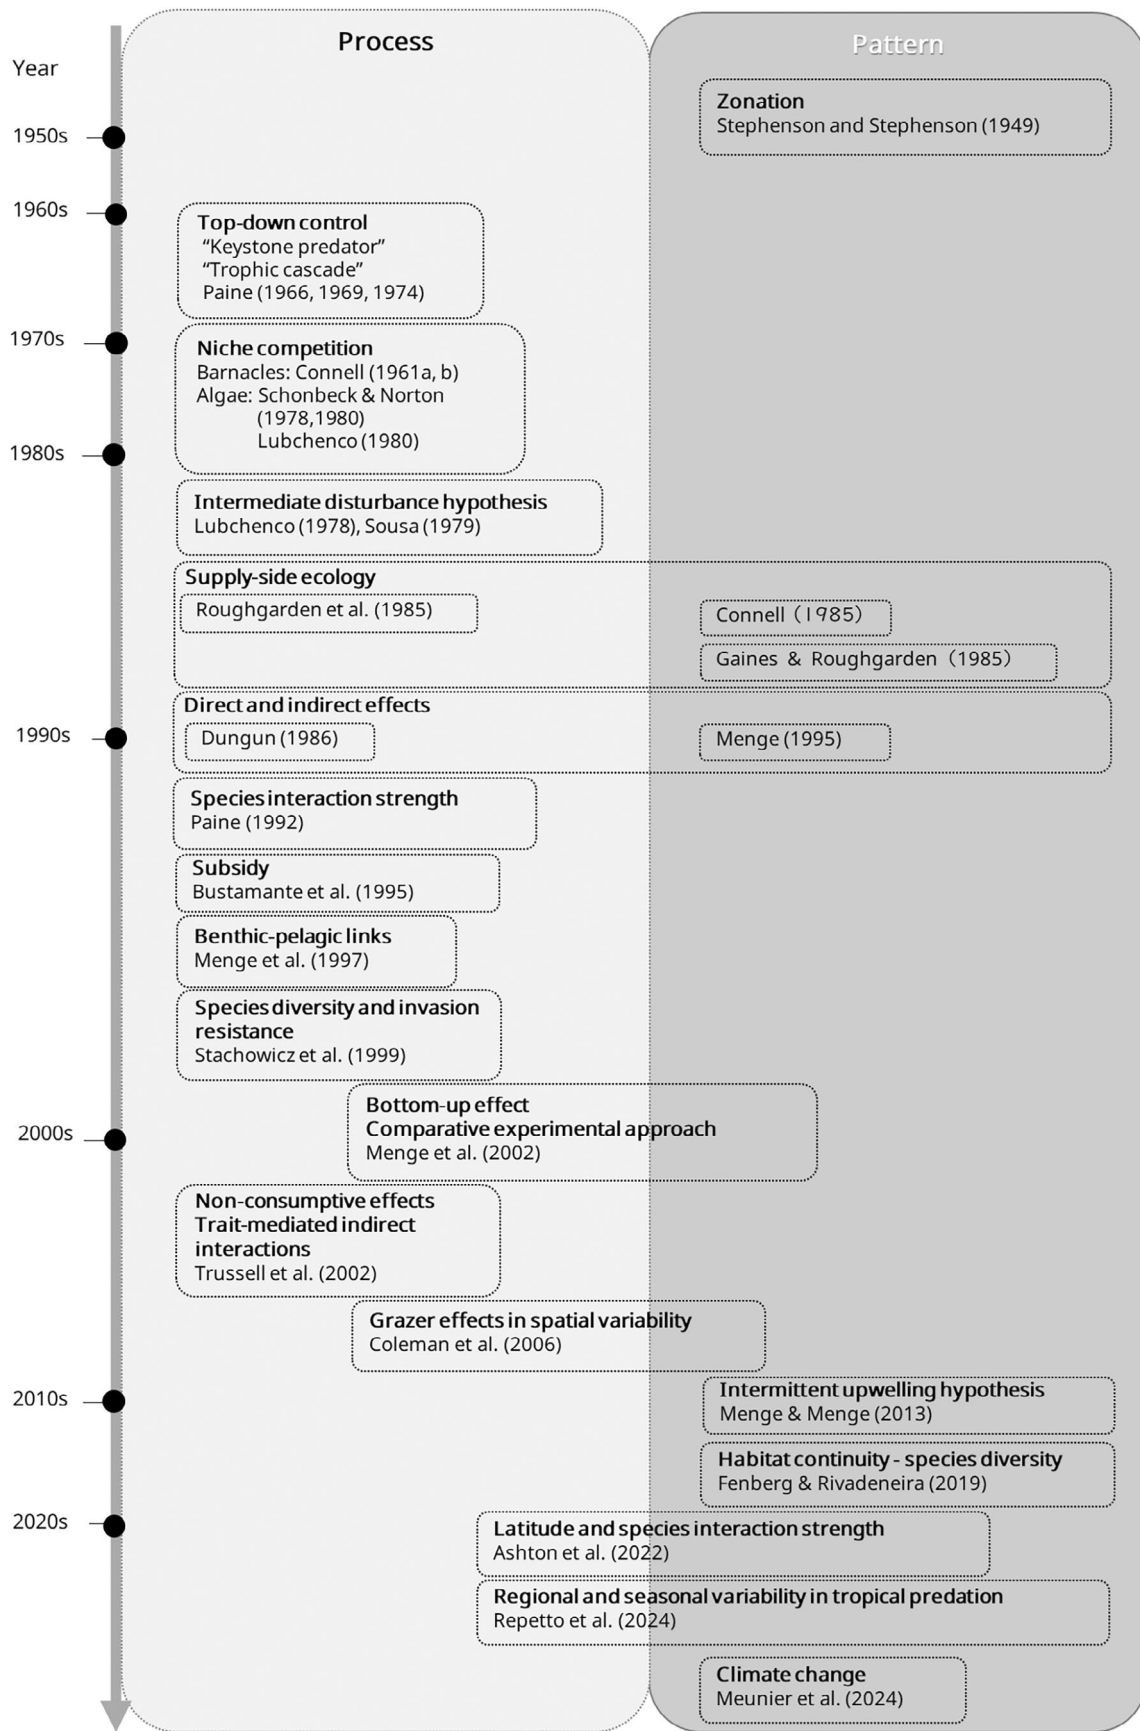 Process
Pattern
Year
Zonation
Stephenson and Stephenson (1949)
1950s
1960s
Top-down control
“Keystone predator”
“Trophic cascade”
Paine (1966, 1969, 1974)
1970s
Niche competition
Barnacles: Connell (1961a, b)
Algae: Schonbeck & Norton
(1978,1980)
Lubchenco (1980)
1980s
Intermediate disturbance hypothesis
Lubchenco (1978), Sousa (1979)
Supply-side ecology
Roughgarden et al. (1985)
Connell（1985）
Gaines & Roughgarden（1985）
Direct and indirect effects
1990s
Dungun (1986)
Menge (1995)
Species interaction strength
Paine (1992)
Subsidy
Bustamante et al. (1995)
Benthic-pelagic links
Menge et al. (1997)
Species diversity and invasion
resistance
Stachowicz et al. (1999)
2000s
Bottom-up effect
Comparative experimental approach
Menge et al. (2002)
Non-consumptive effects
Trait-mediated indirect
interactions
Trussell et al. (2002)
Grazer effects in spatial variability
Coleman et al. (2006)
2010s
Intermittent upwelling hypothesis
Menge & Menge (2013)
Habitat continuity - species diversity
Fenberg & Rivadeneira (2019)
2020s
Latitude and species interaction strength
Ashton et al. (2022)
Regional and seasonal variability in tropical predation
Repetto et al. (2024)
Climate change
Meunier et al. (2024)